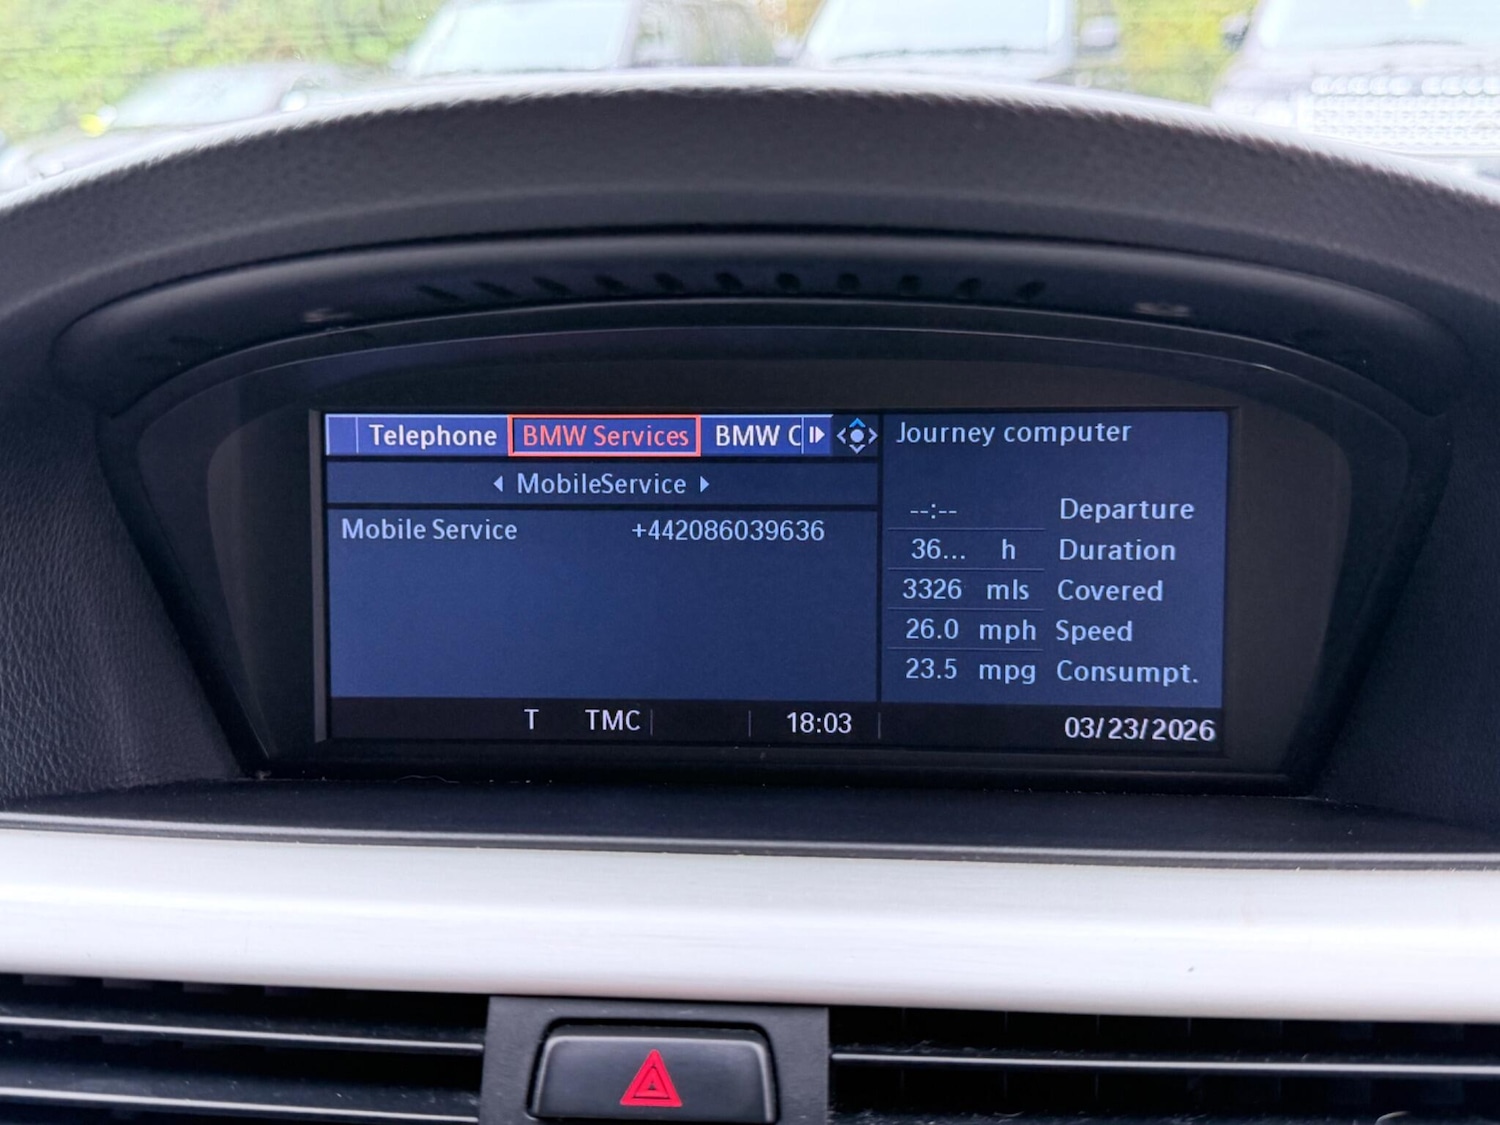 Telephone BMW Services BMW C
MobileService
Mobile Service +442086039636
T TMC 18:03
Journey computer
--:-- Departure
36... h Duration
3326 mls Covered
26.0 mph Speed
23.5 mpg Consumpt.
03/23/2026